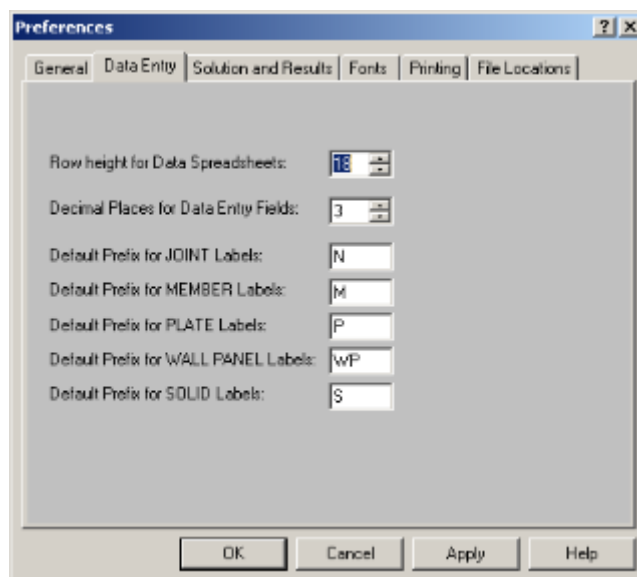 Preferences
General Data Entry Solution and Results Fonts Printing File Locations
Row height for Data Spreadsheets: 18
Decimal Places for Data Entry Fields: 3
Default Prefix for JOINT Labels: N
Default Prefix for MEMBER Labels: M
Default Prefix for PLATE Labels: P
Default Prefix for WALL PANEL Labels: WP
Default Prefix for SOLID Labels: S
OK Cancel Apply Help